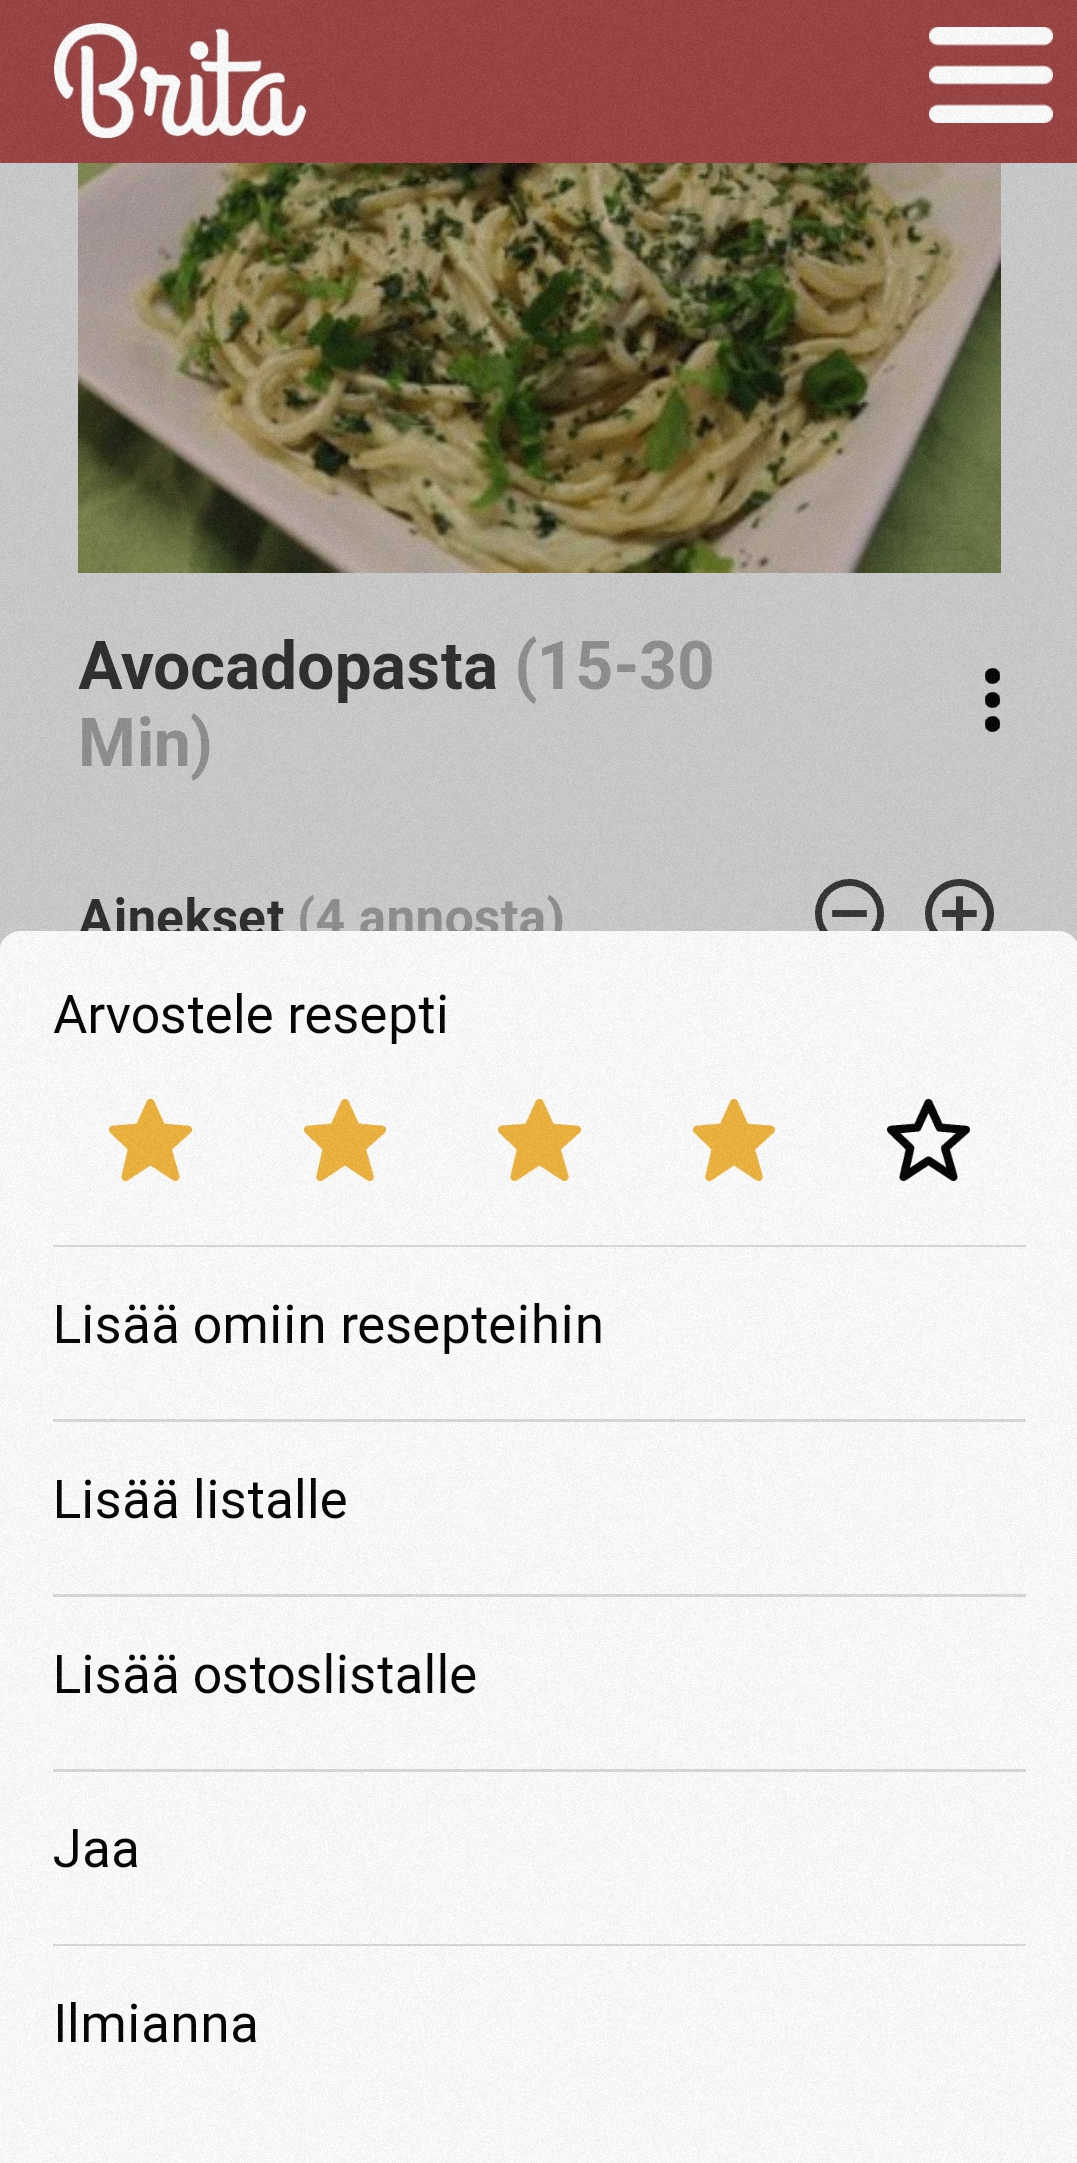 Brita
Avocadopasta (15-30
Min)
Ainekset (4 annosta)
Arvostele resepti
Lisää omiin resepteihin
Lisää listalle
Lisää ostoslistalle
Jaa
Ilmianna